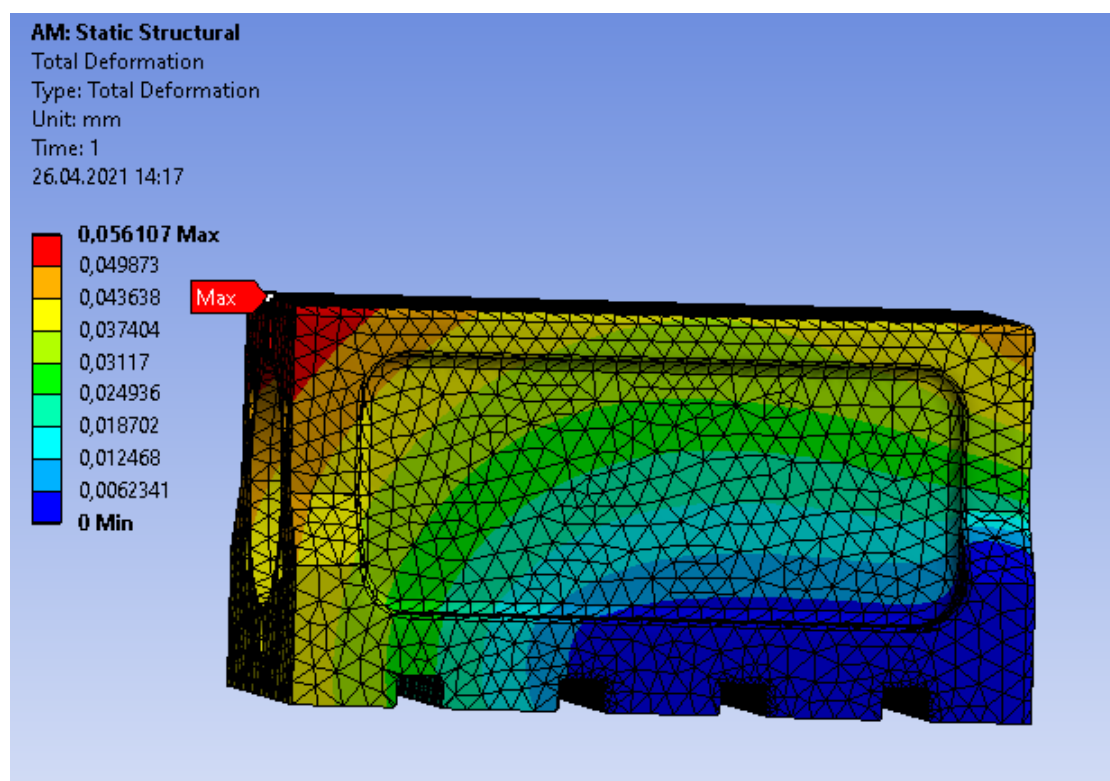 AM: Static Structural
Total Deformation
Type: Total Deformation
Unit: mm
Time: 1
26.04.2021 14:17
0,056107 Max
0,049873
0,043638
0,037404
0,03117
0,024936
0,018702
0,012468
0,0062341
0 Min
Max